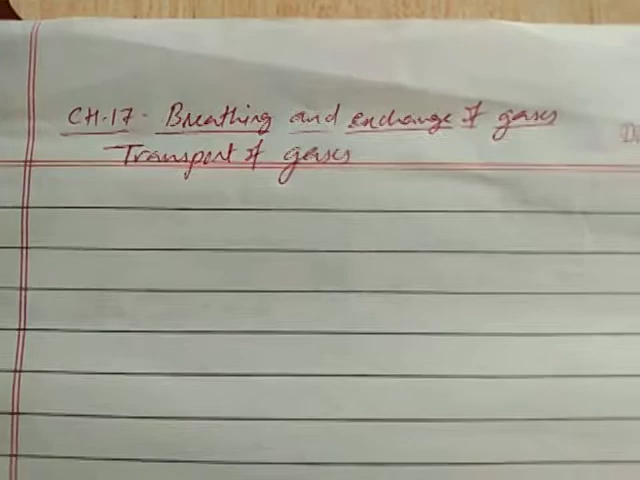 CH.17. Breathing and exchange of gases
Transport of gases